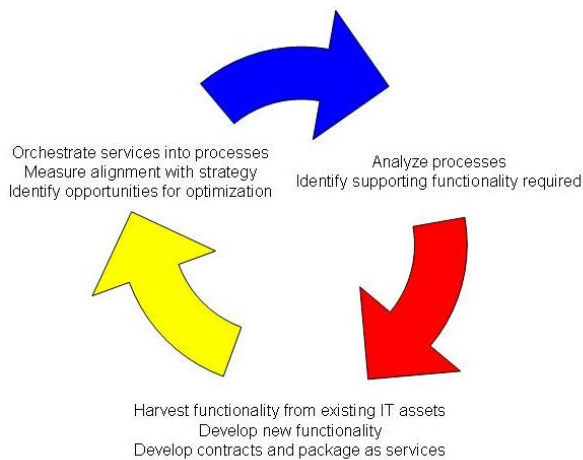 Orchestrate services into processes
Measure alignment with strategy
Identify opportunities for optimization
Analyze processes
Identify supporting functionality required
Harvest functionality from existing IT assets
Develop new functionality
Develop contracts and package as services